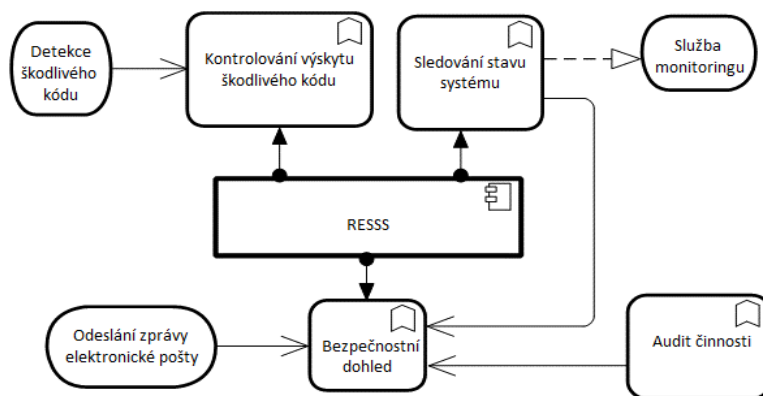 Detekce
škodlivého
kódu
Kontrolování výskytu
škodlivého kódu
Sledování stavu
systému
Služba
monitoringu
RESSS
Odeslání zprávy
elektronické pošty
Bezpečnostní
dohled
Audit činnosti